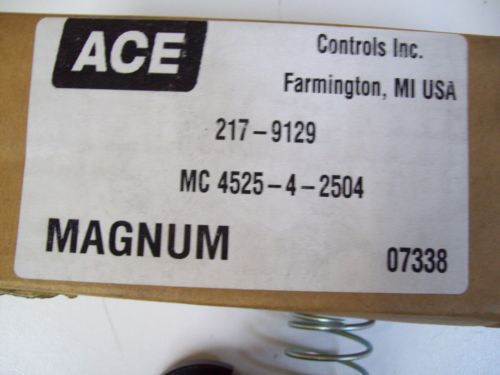 ACE
Controls Inc.
Farmington, MI USA
217-9129
MC 4525-4-2504
MAGNUM
07338